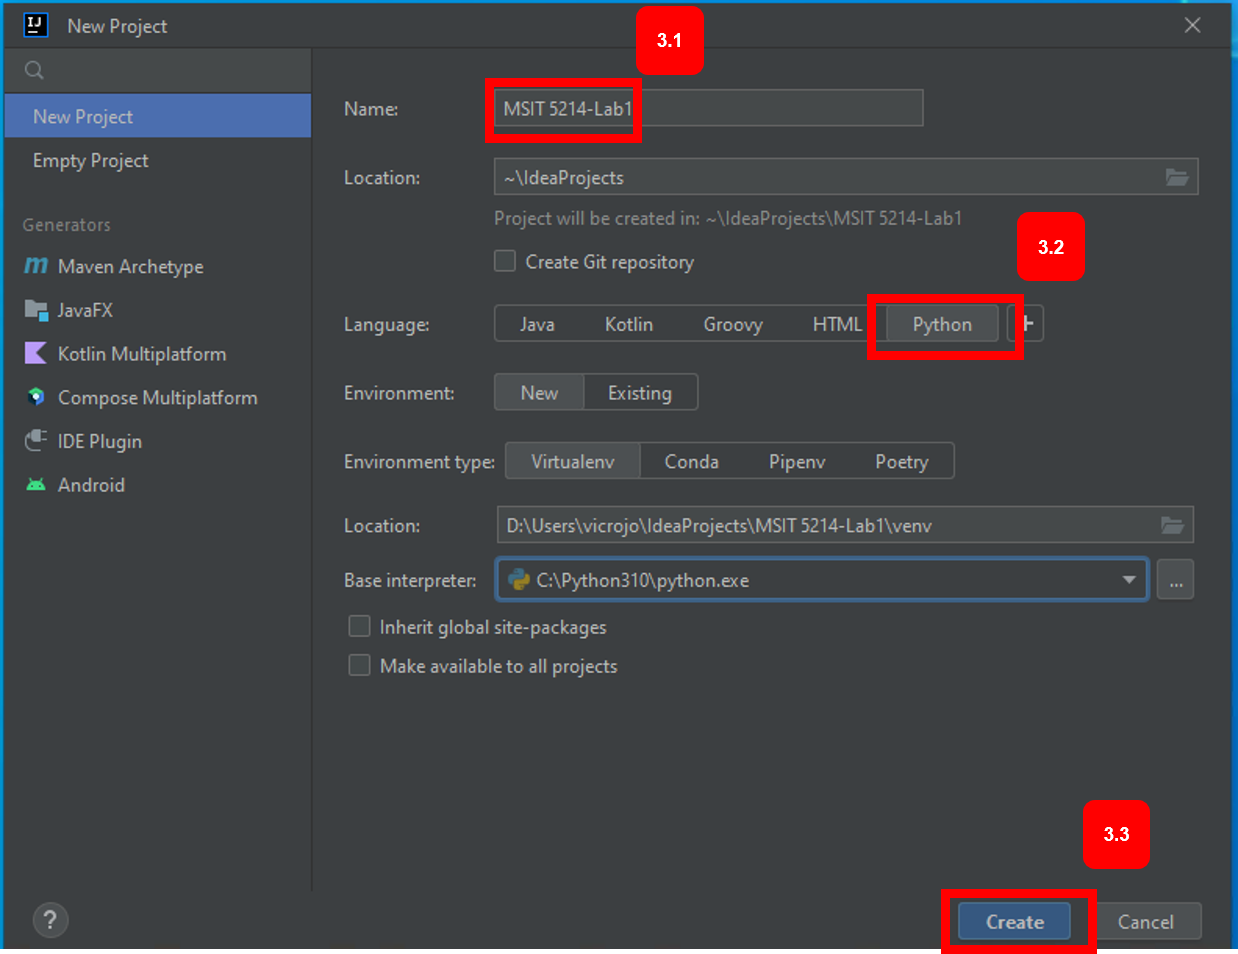 IJ New Project
3.1
New Project
Empty Project
Generators
Maven Archetype
JavaFX
Kotlin Multiplatform
Compose Multiplatform
IDE Plugin
Android
Name: MSIT 5214-Lab1
Location: ~\IdeaProjects
Project will be created in: ~\IdeaProjects\MSIT 5214-Lab1
3.2
Create Git repository
Language: Java Kotlin Groovy HTML Python +
Environment: New Existing
Environment type: Virtualenv Conda Pipenv Poetry
Location: D:\Users\vicrojo\IdeaProjects\MSIT 5214-Lab1\venv
Base interpreter: C:\Python310\python.exe ...
Inherit global site-packages
Make available to all projects
3.3
? Create Cancel